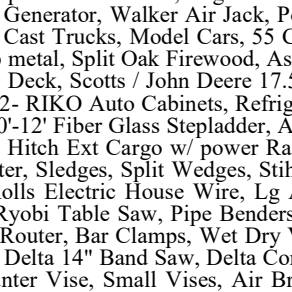 Generator, Walker Air Jack, P
Cast Trucks, Model Cars, 55 G
metal, Split Oak Firewood, As
Deck, Scotts / John Deere 17.5
2- RIKO Auto Cabinets, Refrig
0'-12' Fiber Glass Stepladder, A
Hitch Ext Cargo w/ power Ra
ter, Sledges, Split Wedges, Stih
olls Electric House Wire, Lg
Ryobi Table Saw, Pipe Benders
Router, Bar Clamps, Wet Dry
Delta 14" Band Saw, Delta Co
nter Vise, Small Vises, Air Br